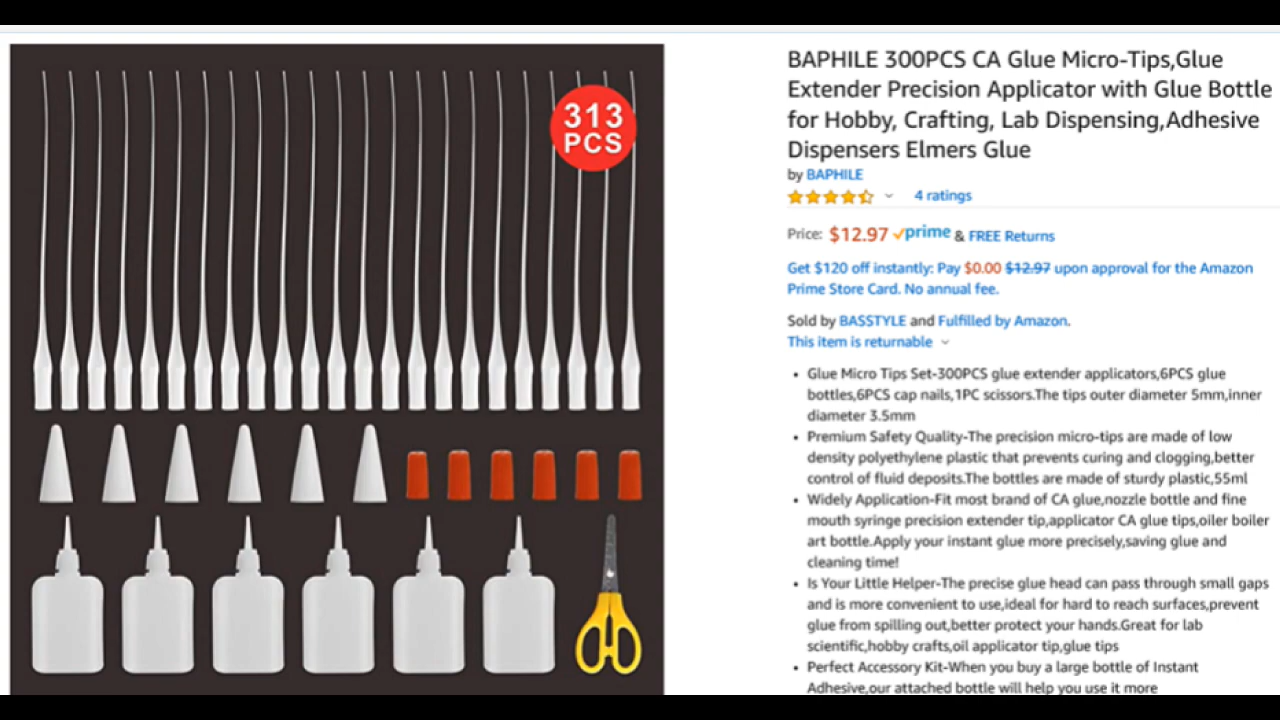 313
PCS
BAPHILE 300PCS CA Glue Micro-Tips,Glue
Extender Precision Applicator with Glue Bottle
for Hobby, Crafting, Lab Dispensing,Adhesive
Dispensers Elmers Glue
by BAPHILE
4 ratings
Price: $12.97 prime & FREE Returns
Get $120 off instantly: Pay $0.00 $12.97 upon approval for the Amazon
Prime Store Card. No annual fee.
Sold by BASSTYLE and Fulfilled by Amazon.
This item is returnable
• Glue Micro Tips Set-300PCS glue extender applicators,6PCS glue
bottles,6PCS cap nails,1PC scissors.The tips outer diameter 5mm,inner
diameter 3.5mm
• Premium Safety Quality-The precision micro-tips are made of low
density polyethylene plastic that prevents curing and clogging,better
control of fluid deposits.The bottles are made of sturdy plastic,55ml
• Widely Application-Fit most brand of CA glue,nozzle bottle and fine
mouth syringe precision extender tip,applicator CA glue tips,oiler boiler
art bottle.Apply your instant glue more precisely,saving glue and
cleaning time!
• Is Your Little Helper-The precise glue head can pass through small gaps
and is more convenient to use,ideal for hard to reach surfaces,prevent
glue from spilling out,better protect your hands.Great for lab
scientific,hobby crafts,oil applicator tip,glue tips
• Perfect Accessory Kit-When you buy a large bottle of Instant
Adhesive,our attached bottle will help you use it more